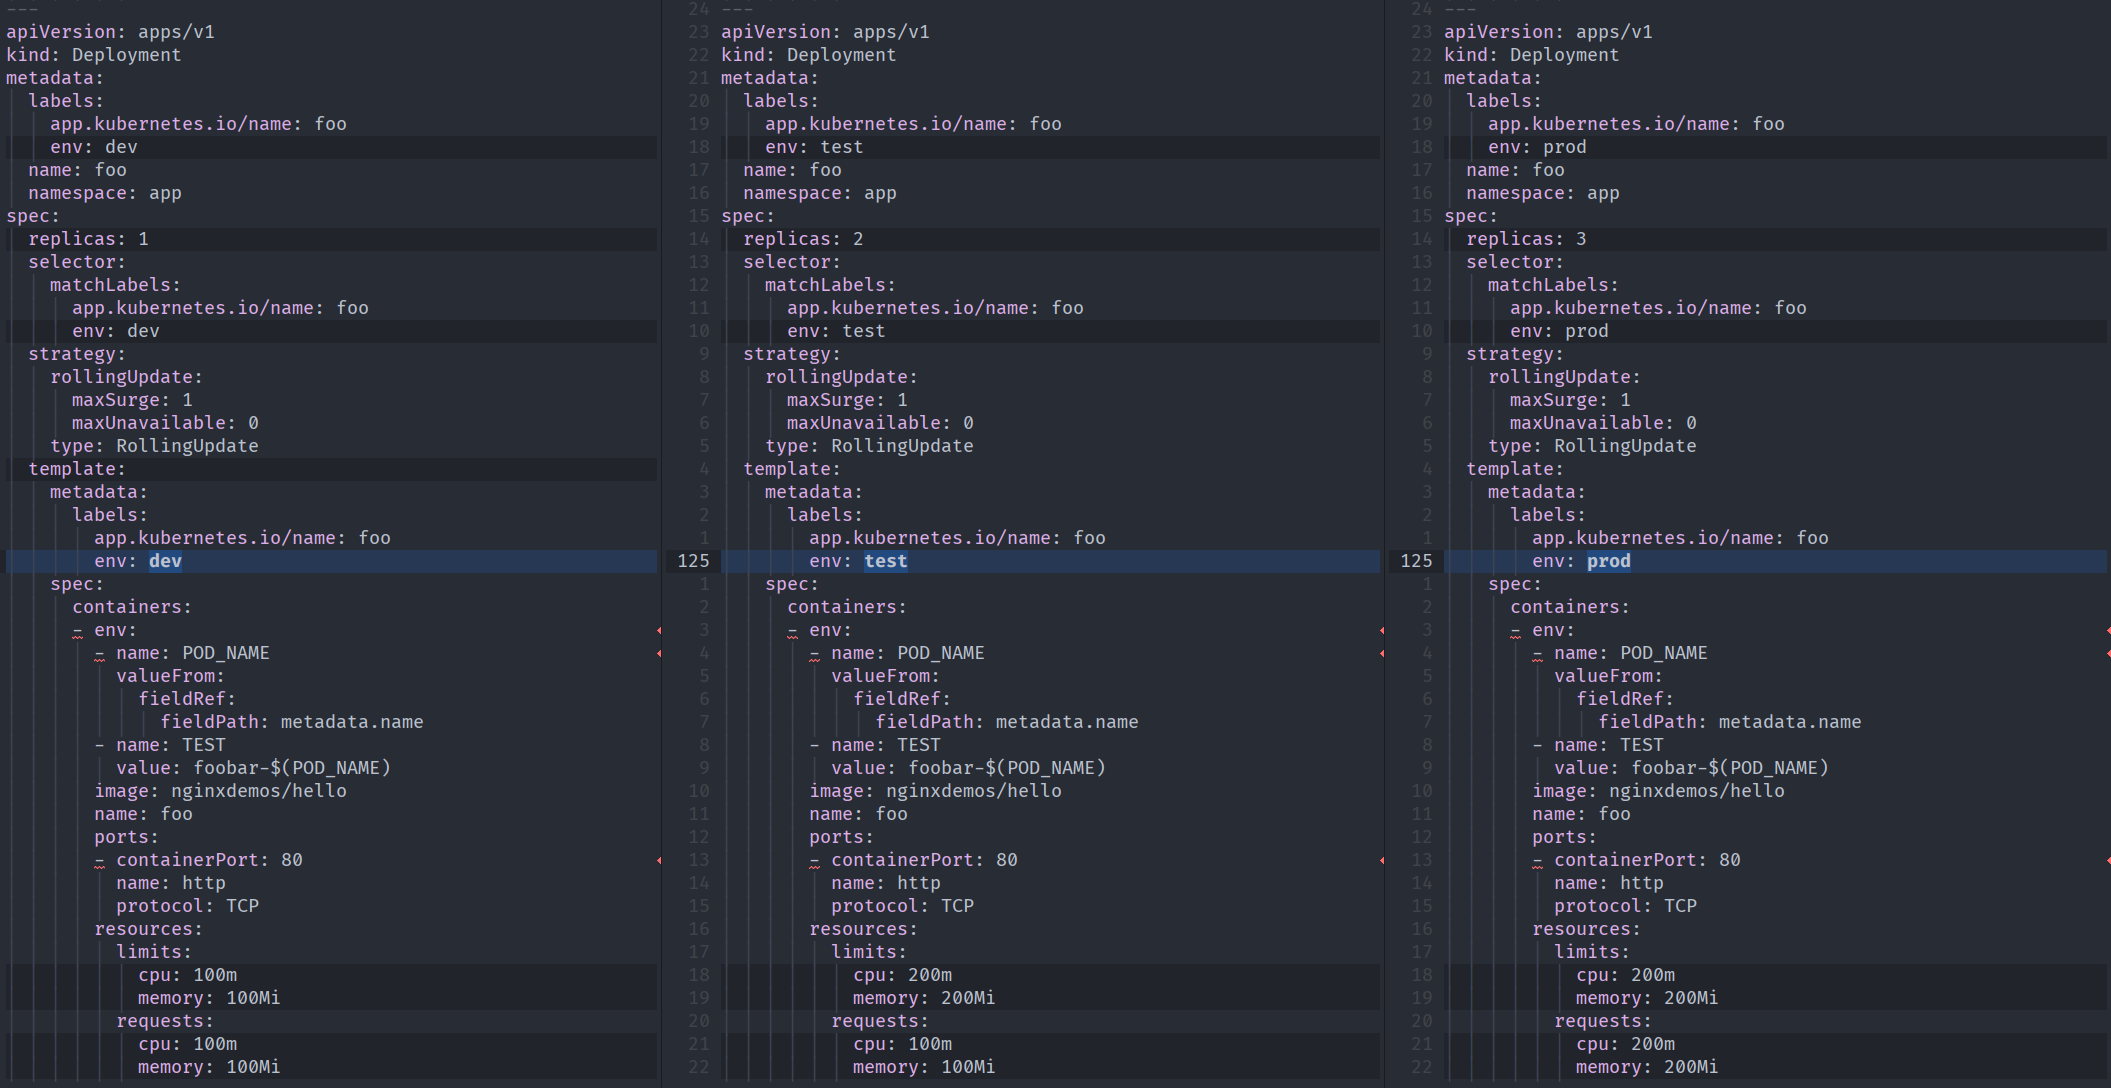 ---
apiVersion: apps/v1
kind: Deployment
metadata:
  labels:
    app.kubernetes.io/name: foo
    env: dev
  name: foo
  namespace: app
spec:
  replicas: 1
  selector:
    matchLabels:
      app.kubernetes.io/name: foo
      env: dev
  strategy:
    rollingUpdate:
      maxSurge: 1
      maxUnavailable: 0
    type: RollingUpdate
  template:
    metadata:
      labels:
        app.kubernetes.io/name: foo
        env: dev
    spec:
      containers:
      - env:
        - name: POD_NAME
          valueFrom:
            fieldRef:
              fieldPath: metadata.name
        - name: TEST
          value: foobar-$(POD_NAME)
        image: nginxdemos/hello
        name: foo
        ports:
        - containerPort: 80
          name: http
          protocol: TCP
        resources:
          limits:
            cpu: 100m
            memory: 100Mi
          requests:
            cpu: 100m
            memory: 100Mi
24 ---
23 apiVersion: apps/v1
22 kind: Deployment
21 metadata:
20   labels:
19     app.kubernetes.io/name: foo
18     env: test
17   name: foo
16   namespace: app
15 spec:
14   replicas: 2
13   selector:
12     matchLabels:
11       app.kubernetes.io/name: foo
10       env: test
9   strategy:
8     rollingUpdate:
7       maxSurge: 1
6       maxUnavailable: 0
5     type: RollingUpdate
4   template:
3     metadata:
2       labels:
1         app.kubernetes.io/name: foo
125         env: test
1     spec:
2       containers:
3       - env:
4         - name: POD_NAME
5           valueFrom:
6             fieldRef:
7               fieldPath: metadata.name
8         - name: TEST
9           value: foobar-$(POD_NAME)
10         image: nginxdemos/hello
11         name: foo
12         ports:
13         - containerPort: 80
14           name: http
15           protocol: TCP
16         resources:
17           limits:
18             cpu: 200m
19             memory: 200Mi
20           requests:
21             cpu: 100m
22             memory: 100Mi
24 ---
23 apiVersion: apps/v1
22 kind: Deployment
21 metadata:
20   labels:
19     app.kubernetes.io/name: foo
18     env: prod
17   name: foo
16   namespace: app
15 spec:
14   replicas: 3
13   selector:
12     matchLabels:
11       app.kubernetes.io/name: foo
10       env: prod
9   strategy:
8     rollingUpdate:
7       maxSurge: 1
6       maxUnavailable: 0
5     type: RollingUpdate
4   template:
3     metadata:
2       labels:
1         app.kubernetes.io/name: foo
125         env: prod
1     spec:
2       containers:
3       - env:
4         - name: POD_NAME
5           valueFrom:
6             fieldRef:
7               fieldPath: metadata.name
8         - name: TEST
9           value: foobar-$(POD_NAME)
10         image: nginxdemos/hello
11         name: foo
12         ports:
13         - containerPort: 80
14           name: http
15           protocol: TCP
16         resources:
17           limits:
18             cpu: 200m
19             memory: 200Mi
20           requests:
21             cpu: 200m
22             memory: 200Mi